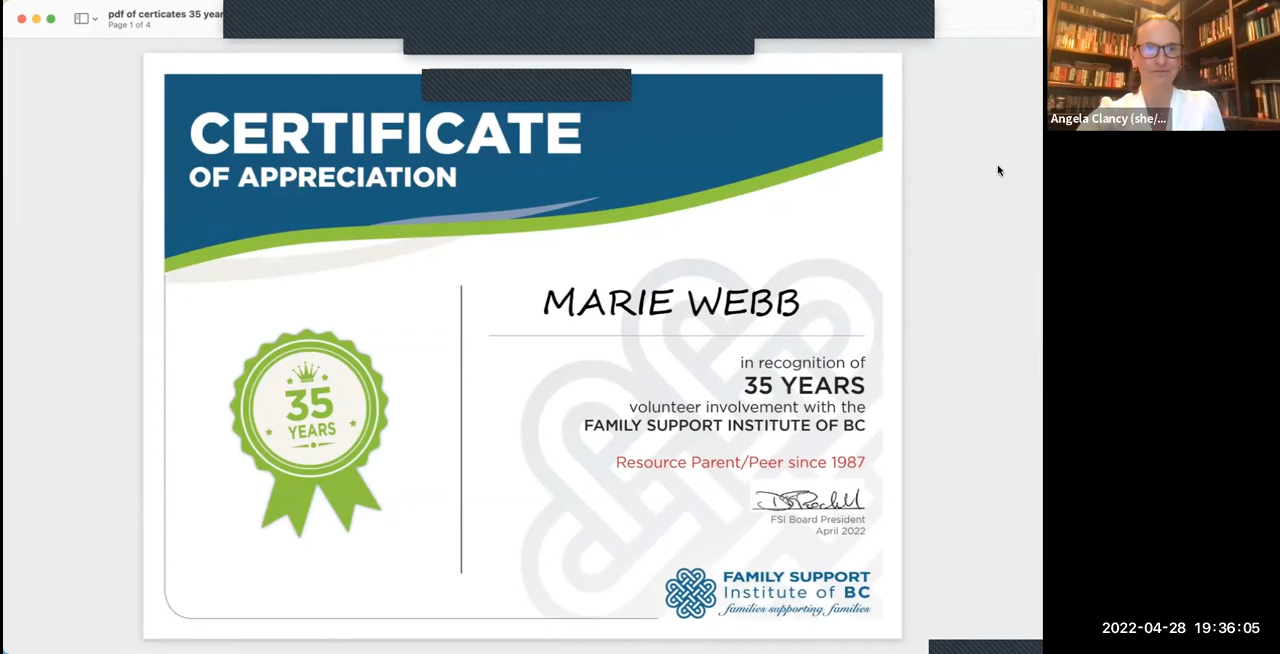 pdf of certicates 35 year
Page 1 of 4
CERTIFICATE
OF APPRECIATION
MARIE WEBB
in recognition of
35 YEARS
volunteer involvement with the
FAMILY SUPPORT INSTITUTE OF BC
Resource Parent/Peer since 1987
FSI Board President
April 2022
35
YEARS
FAMILY SUPPORT
Institute of BC
families supporting families
Angela Clancy (she/...
2022-04-28 19:36:05